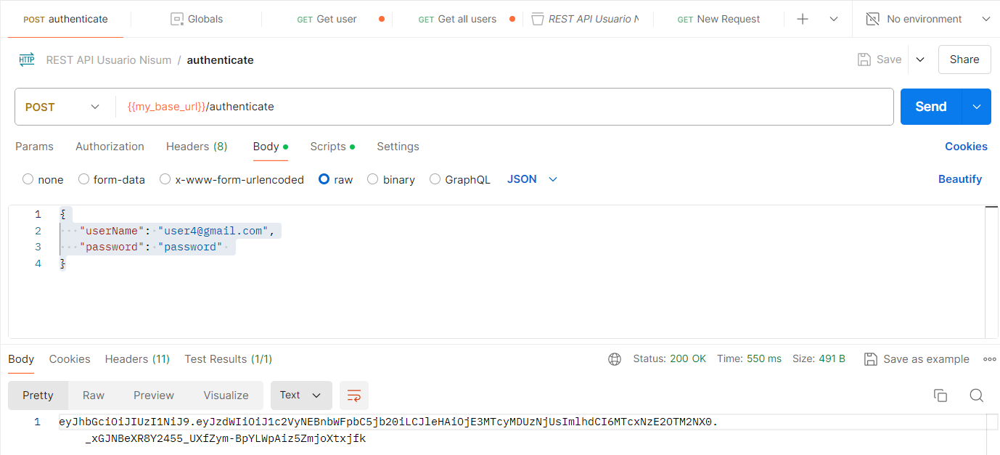 POST authenticate
Globals
GET Get user
GET Get all users
REST API Usuario N
GET New Request
No environment
HTTP
REST API Usuario Nisum / authenticate
Save
Share
POST
{{my_base_url}}/authenticate
Send
Params
Authorization
Headers (8)
Body
Scripts
Settings
Cookies
none
form-data
x-www-form-urlencoded
raw
binary
GraphQL
JSON
Beautify
1 {
2 "userName": "user4@gmail.com",
3 "password": "password"
4 }
Body
Cookies
Headers (11)
Test Results (1/1)
Status: 200 OK
Time: 550 ms
Size: 491 B
Save as example
Pretty
Raw
Preview
Visualize
Text
1 eyJhbGciOiJIUzI1NiJ9.eyJzdWIiOiJ1c2VyNEBnbWFpbC5jb20iLCJleHAiOjE3MTcyMDUzNjUsImlhdCI6MTcxNzE2OTM2NX0.
_xGJNBeXR8Y2455_UXfZym-BpYLWpAiz5ZmjoXtxjfk